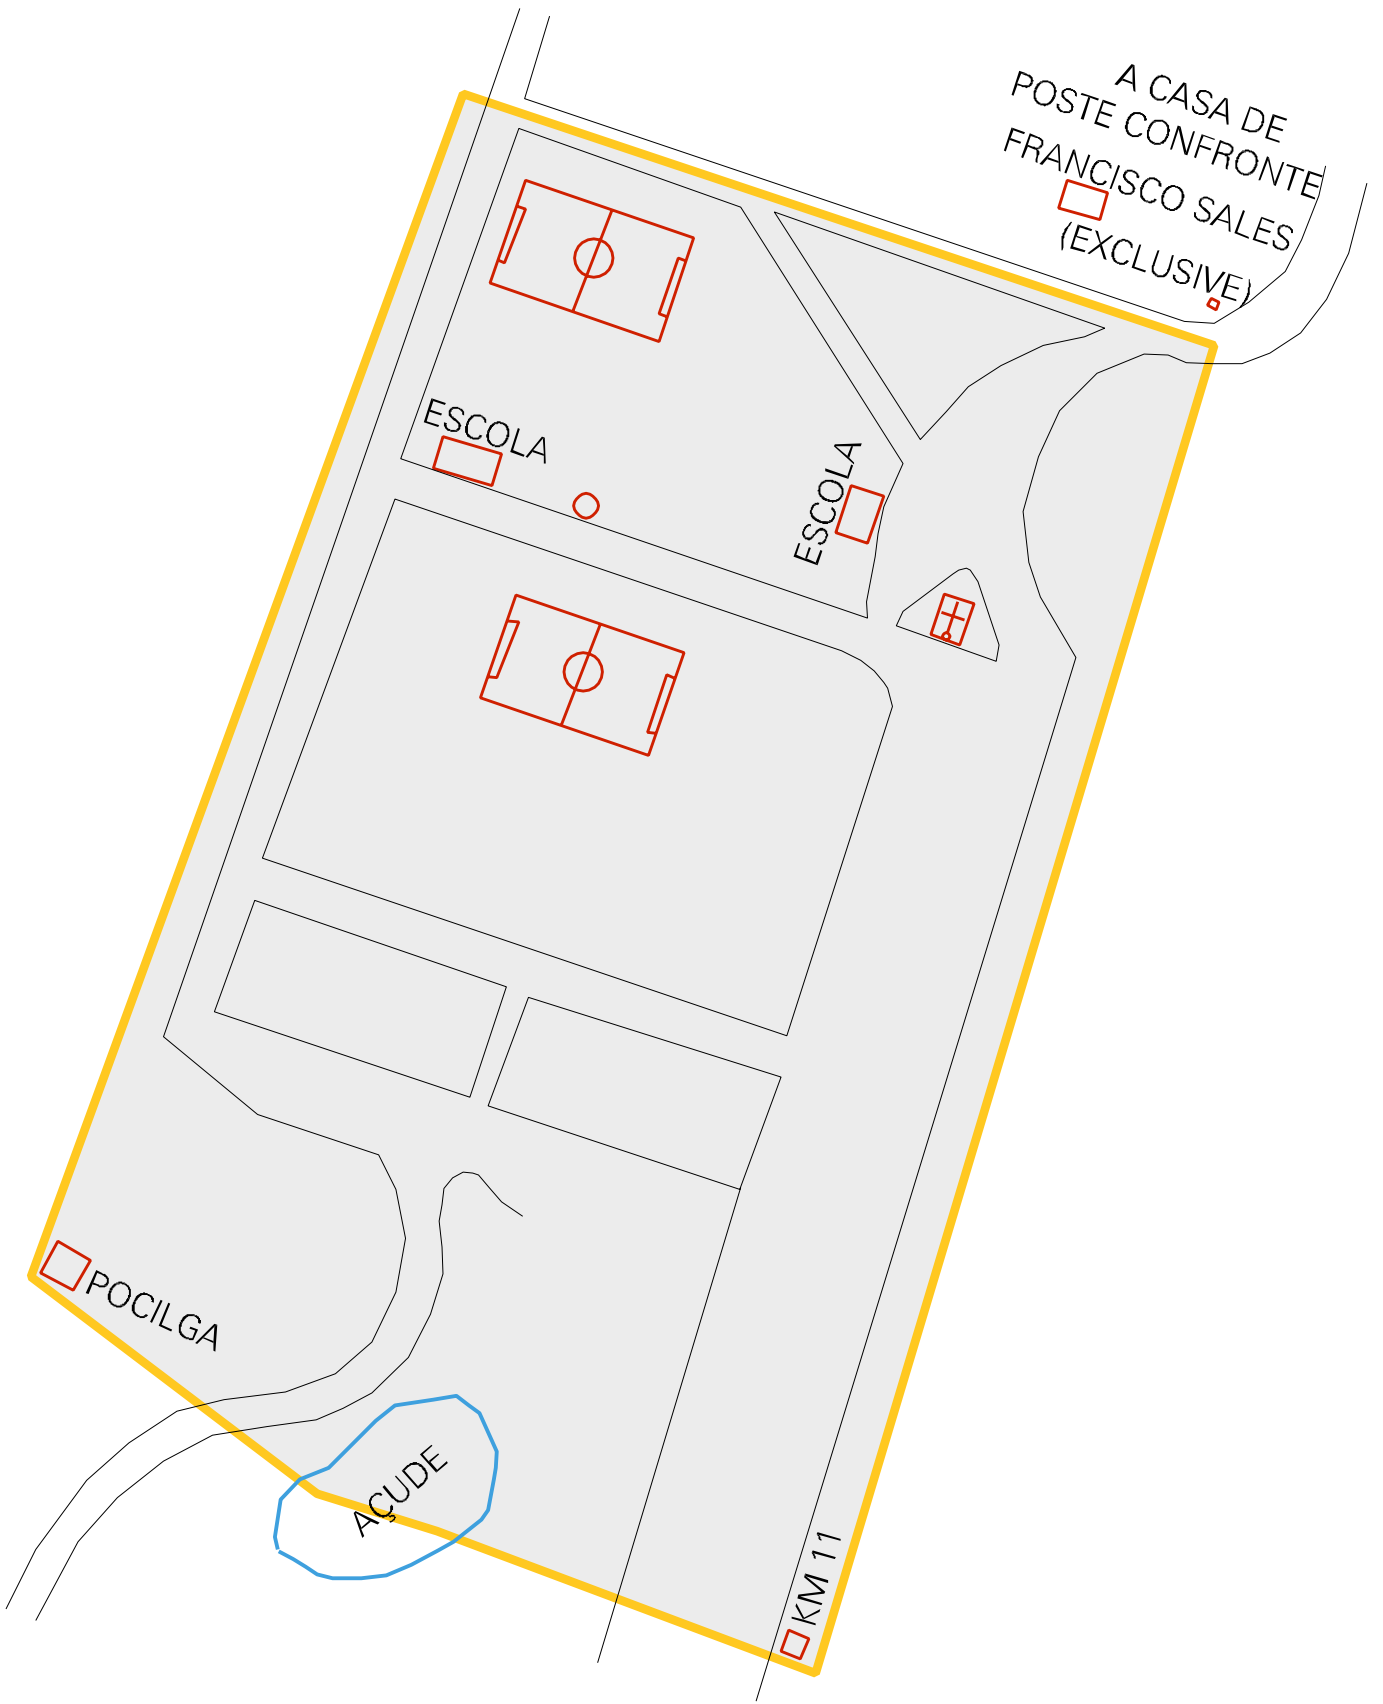 A CASA DE
POSTE CONFRONTE
FRANCISCO SALES
(EXCLUSIVE)
ESCOLA
ESCOLA
POCILGA
AÇUDE
KM 11